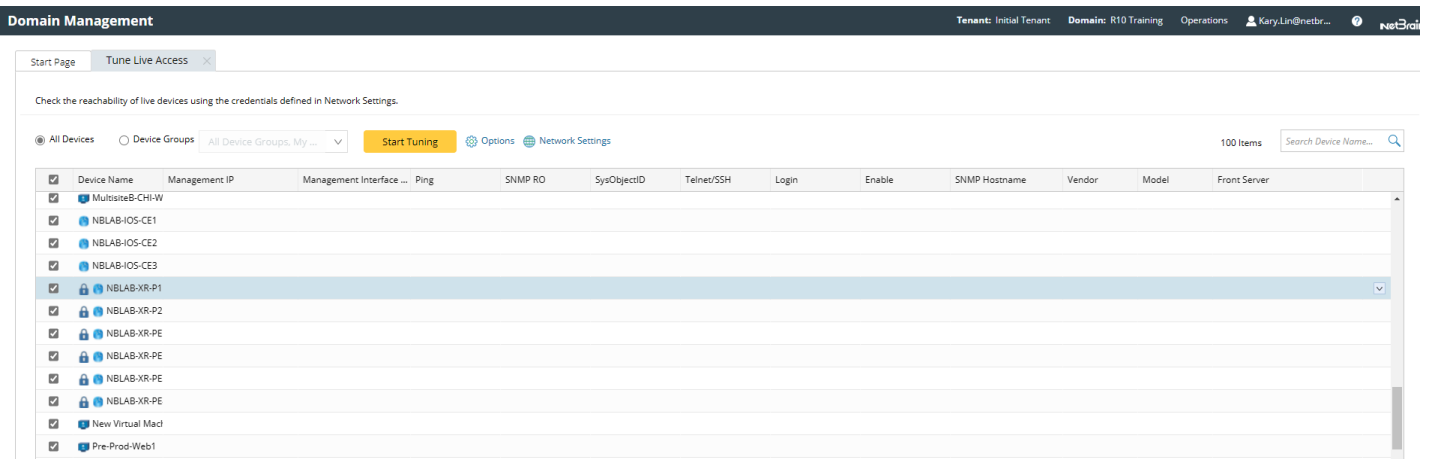 Domain Management
Tenant: Initial Tenant Domain: R10 Training Operations Kary.Lin@netbr... ? NetBrai
Start Page Tune Live Access ×
Check the reachability of live devices using the credentials defined in Network Settings.
All Devices Device Groups All Device Groups, My ... Start Tuning Options Network Settings 100 Items Search Device Name...
Device Name Management IP Management Interface ... Ping SNMP RO SysObjectID Telnet/SSH Login Enable SNMP Hostname Vendor Model Front Server
MultisiteB-CHI-W
NBLAB-IOS-CE1
NBLAB-IOS-CE2
NBLAB-IOS-CE3
NBLAB-XR-P1
NBLAB-XR-P2
NBLAB-XR-PE
NBLAB-XR-PE
NBLAB-XR-PE
NBLAB-XR-PE
New Virtual Mach
Pre-Prod-Web1